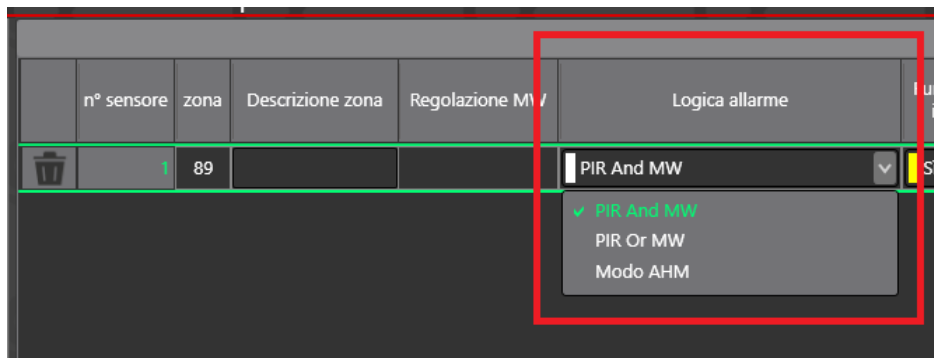 n° sensore zona Descrizione zona Regolazione MW Logica allarme
1 89 PIR And MW
PIR And MW
PIR Or MW
Modo AHM